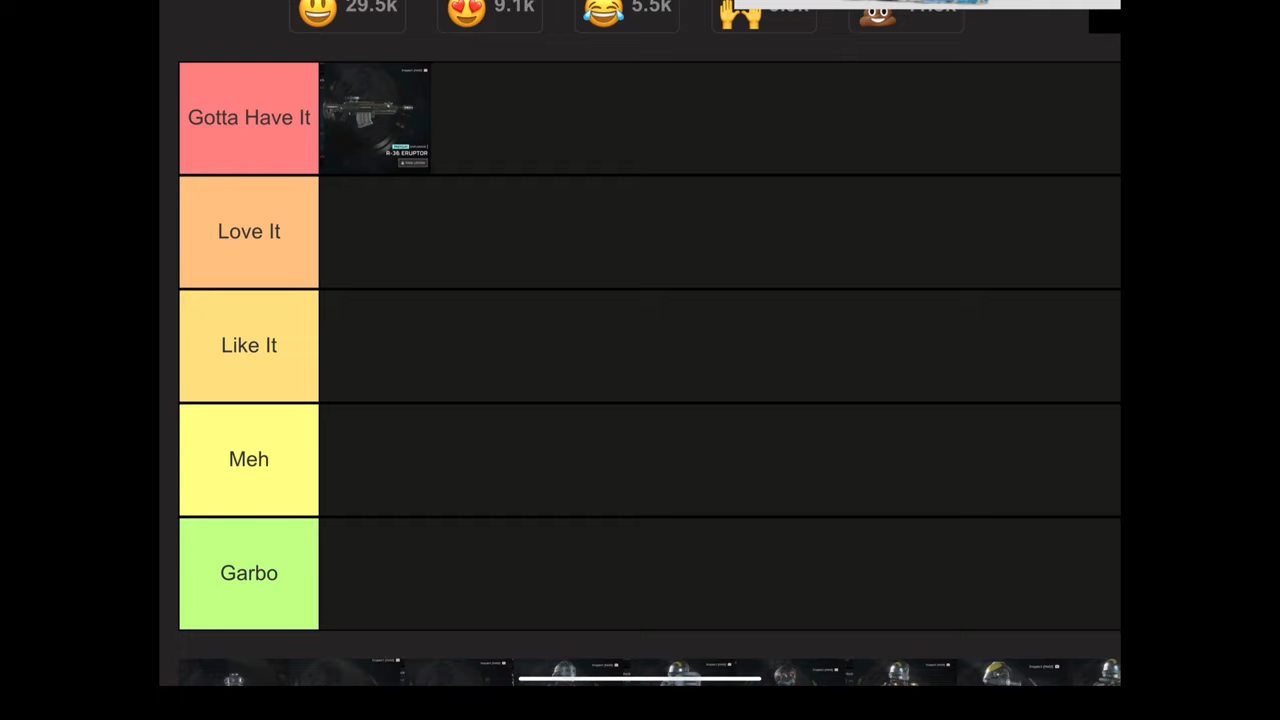 29.5k
9.1k
5.5k
Gotta Have It
R-36 ERUPTOR
Love It
Like It
Meh
Garbo